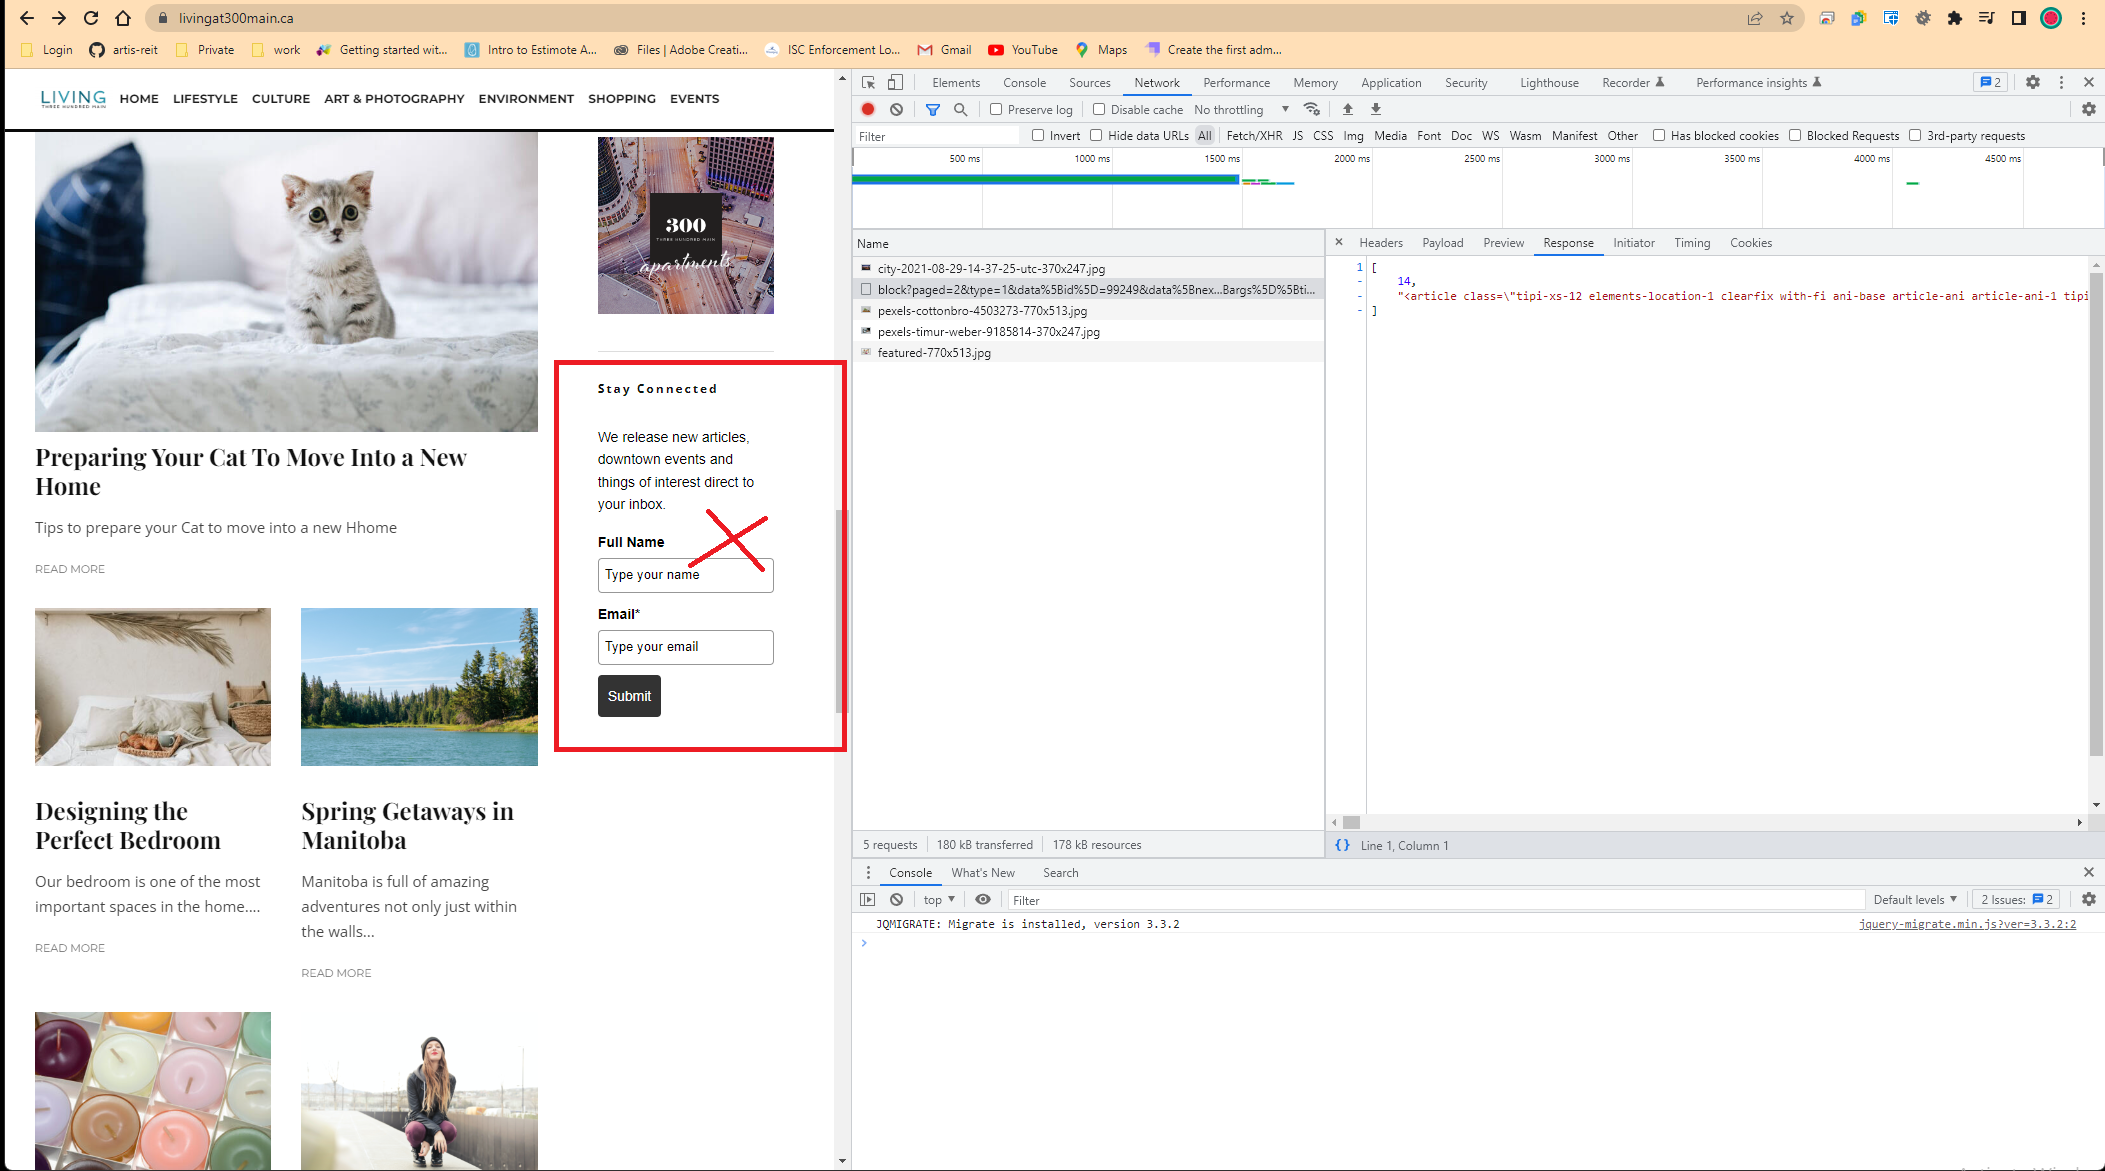 livingat300main.ca
Login artis-reit Private work Getting started wit... Intro to Estimote A... Files | Adobe Creati... ISC Enforcement Lo... Gmail YouTube Maps Create the first adm...
LIVING
THREE HUNDRED MAIN
HOME LIFESTYLE CULTURE ART & PHOTOGRAPHY ENVIRONMENT SHOPPING EVENTS
300
THREE HUNDRED MAIN
apartments
Stay Connected
We release new articles,
downtown events and
things of interest direct to
your inbox.
Full Name
Type your name
Email*
Type your email
Submit
Preparing Your Cat To Move Into a New
Home
Tips to prepare your Cat to move into a new Hhome
READ MORE
Designing the
Perfect Bedroom
Our bedroom is one of the most
important spaces in the home....
READ MORE
Spring Getaways in
Manitoba
Manitoba is full of amazing
adventures not only just within
the walls...
READ MORE
Elements Console Sources Network Performance Memory Application Security Lighthouse Recorder Performance insights 2
Preserve log Disable cache No throttling
Filter Invert Hide data URLs All Fetch/XHR JS CSS Img Media Font Doc WS Wasm Manifest Other Has blocked cookies Blocked Requests 3rd-party requests
500 ms 1000 ms 1500 ms 2000 ms 2500 ms 3000 ms 3500 ms 4000 ms 4500 ms
Name
city-2021-08-29-14-37-25-utc-370x247.jpg
block?paged=2&type=1&data%5Bid%5D=99249&data%5Bnex...Bargs%5D%5Bti...
pexels-cottonbro-4503273-770x513.jpg
pexels-timur-weber-9185814-370x247.jpg
featured-770x513.jpg
5 requests 180 kB transferred 178 kB resources
× Headers Payload Preview Response Initiator Timing Cookies
1 [
- 14,
- "<article class=\"tipi-xs-12 elements-location-1 clearfix with-fi ani-base article-ani article-ani-1 tipi
- ]
{} Line 1, Column 1
Console What's New Search
top Filter Default levels 2 Issues: 2
JQMIGRATE: Migrate is installed, version 3.3.2 jquery-migrate.min.js?ver=3.3.2:2